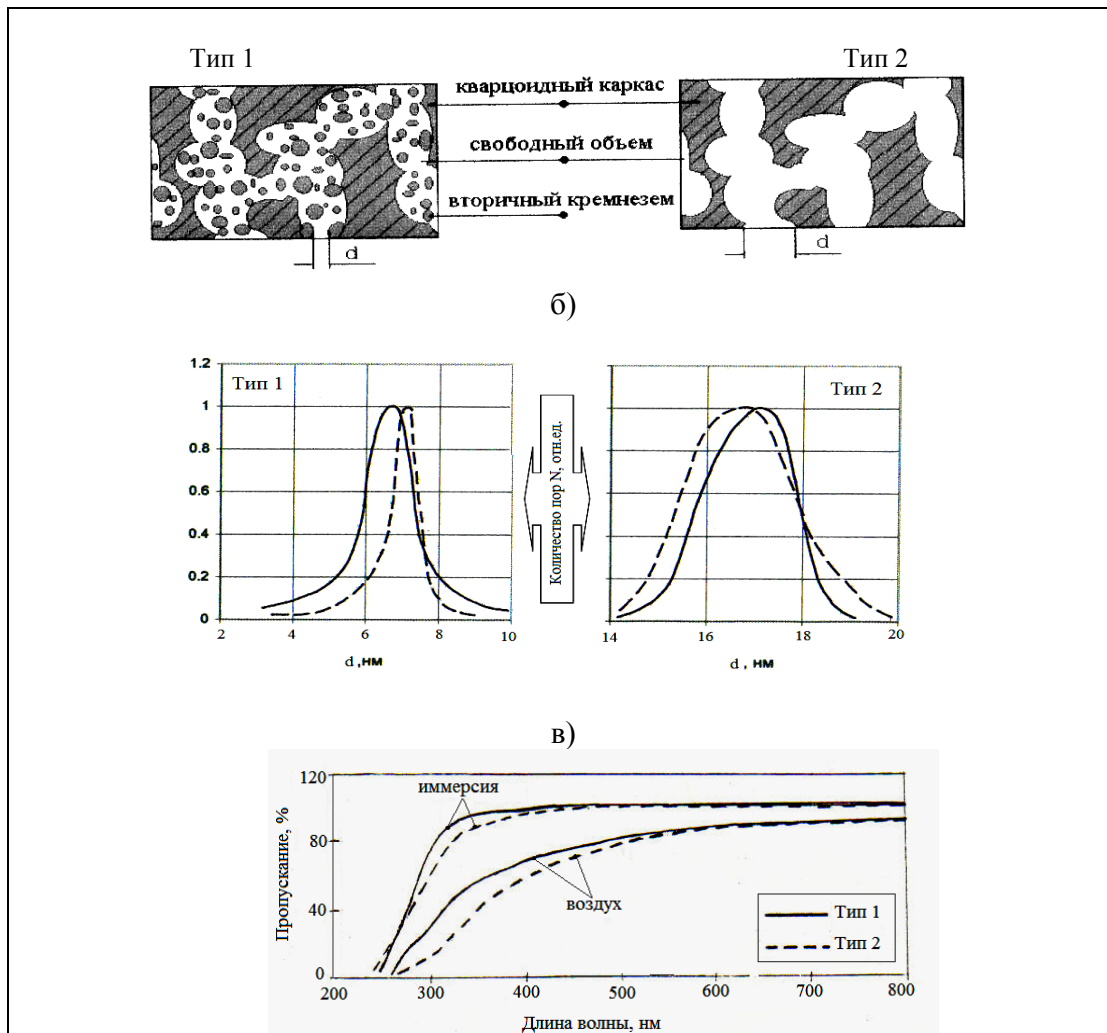 Тип 1
Тип 2
кварцоидный каркас
свободный объем
вторичный кремнезем
d
d
б)
1.2
1
0.8
0.6
0.4
0.2
0
Тип 1
2 4 6 8 10
d ,нм
Количество пор N, отн.ед.
Тип 2
14 16 18 20
d , нм
в)
Пропускание, %
120
80
40
0
иммерсия
воздух
Тип 1
Тип 2
200 300 400 500 600 700 800
Длина волны, нм